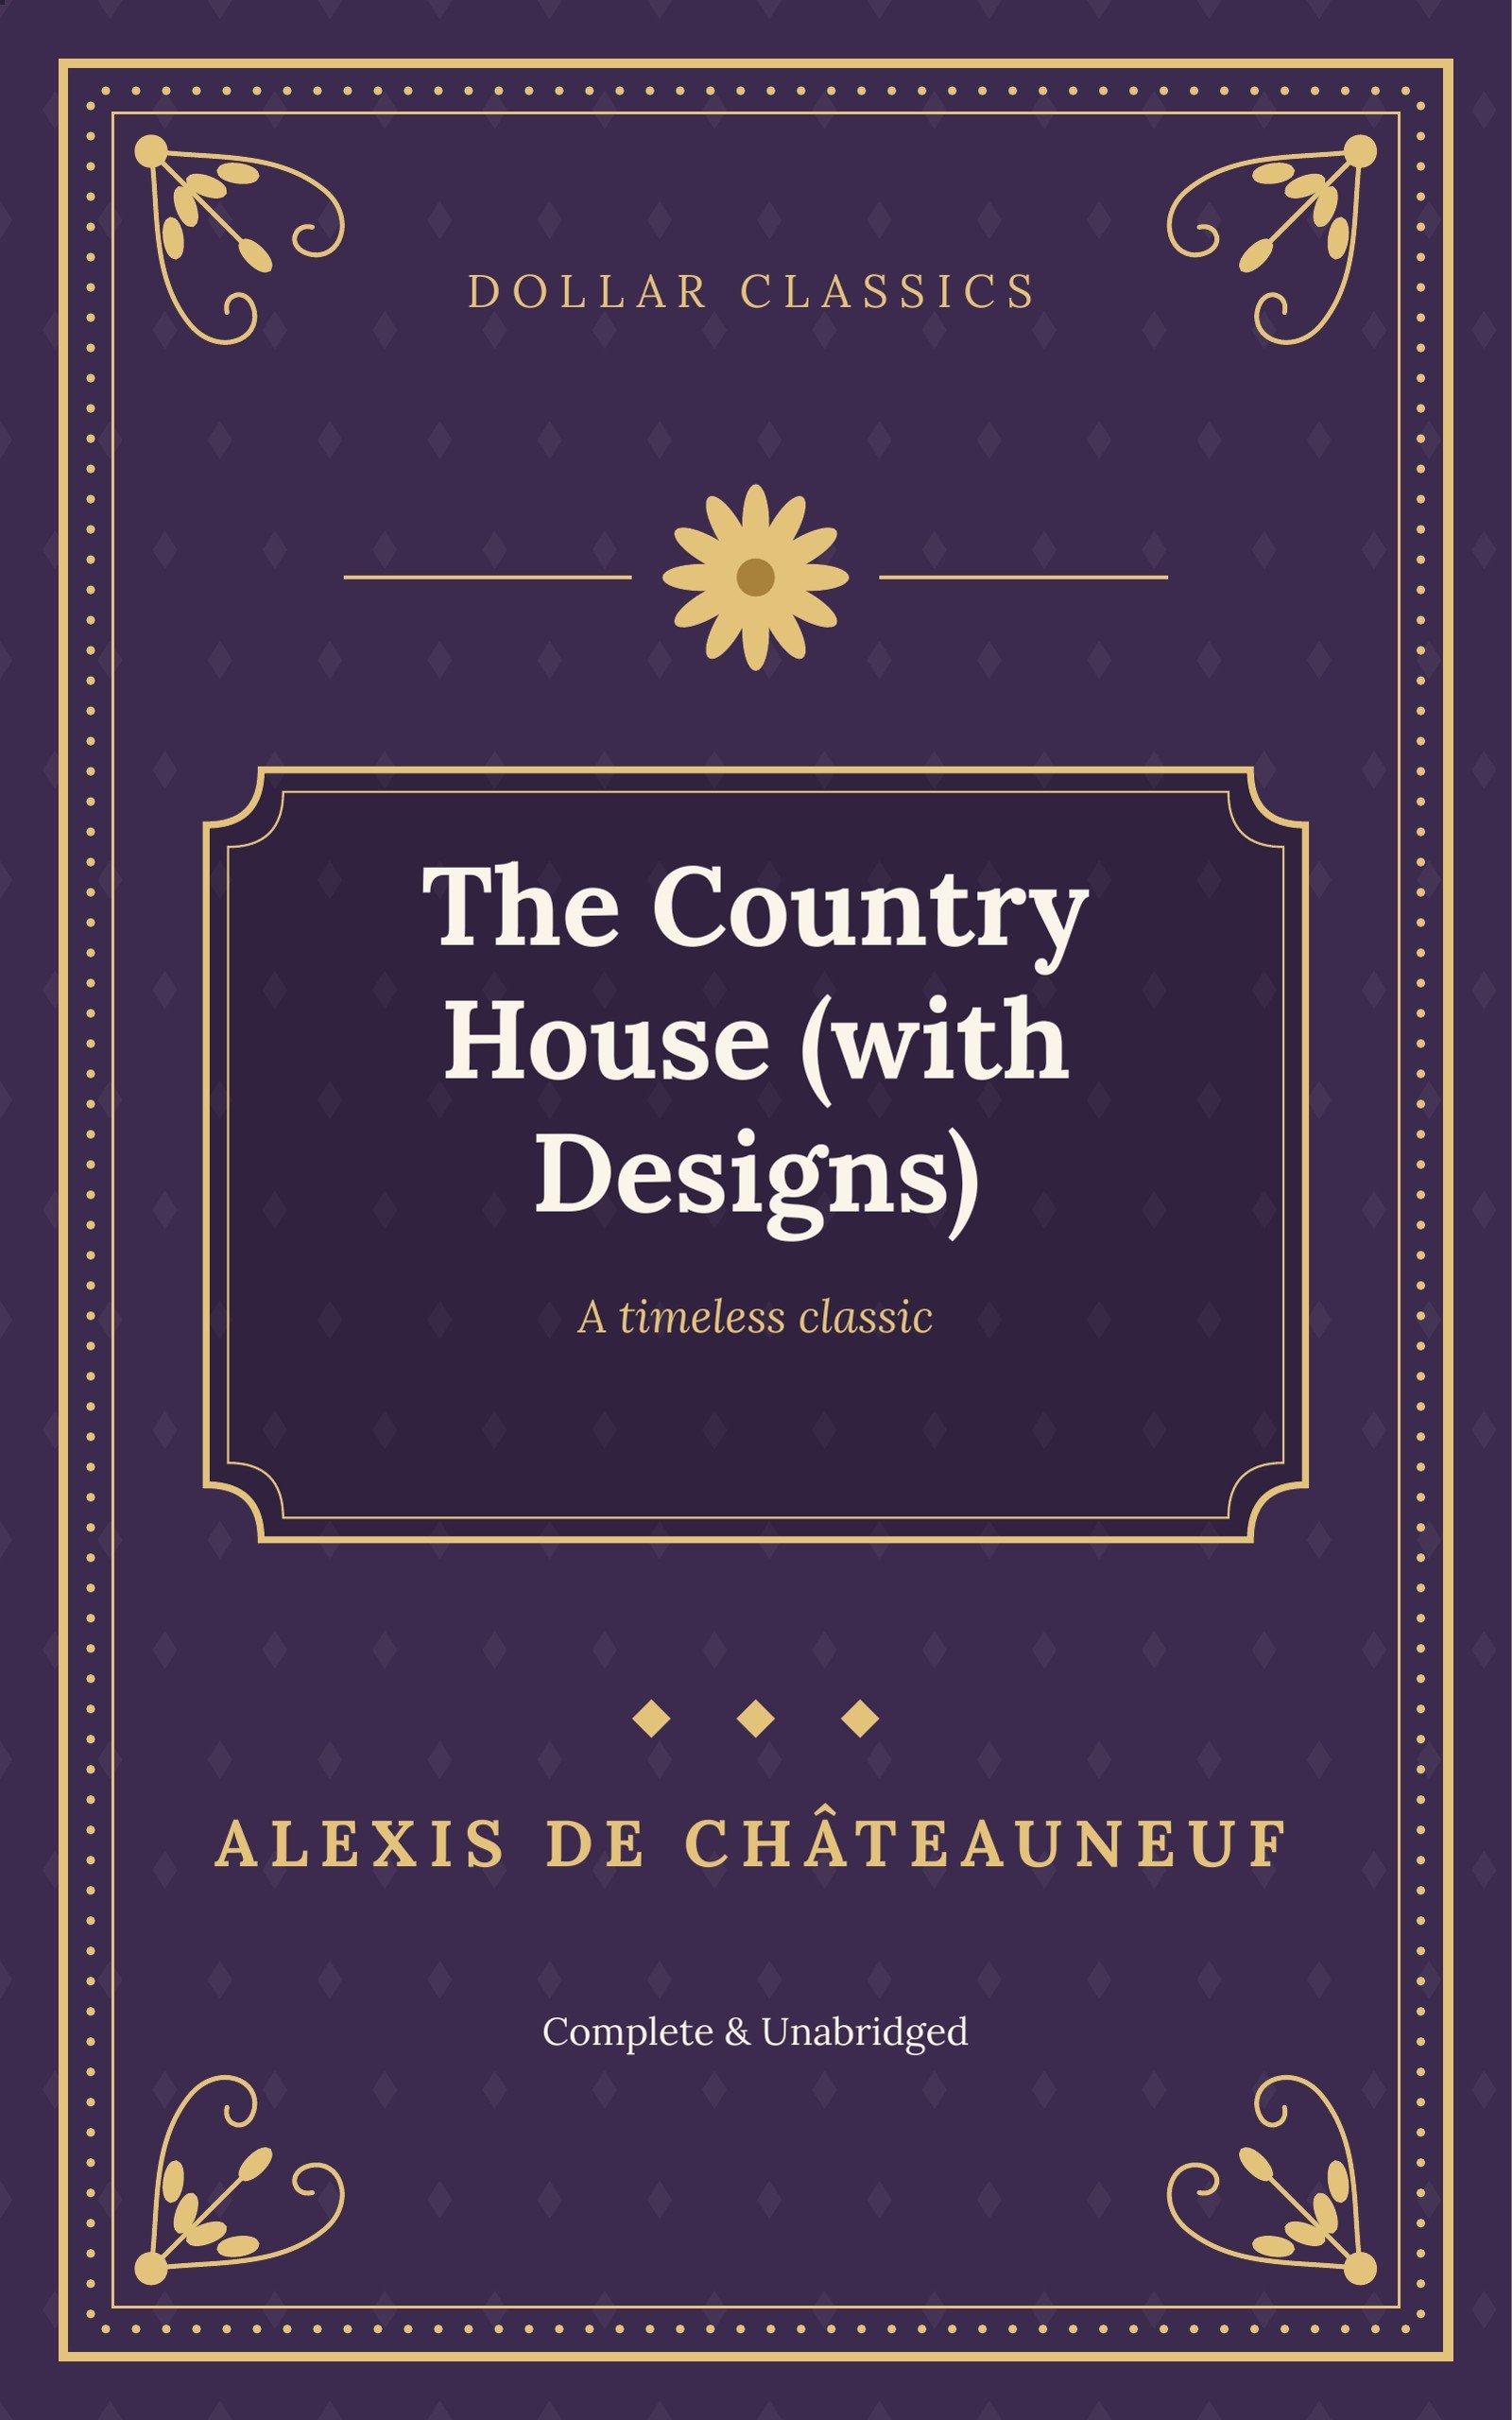 DOLLAR CLASSICS
The Country
House (with
Designs)
A timeless classic
ALEXIS DE CHÂTEAUNEUF
Complete & Unabridged